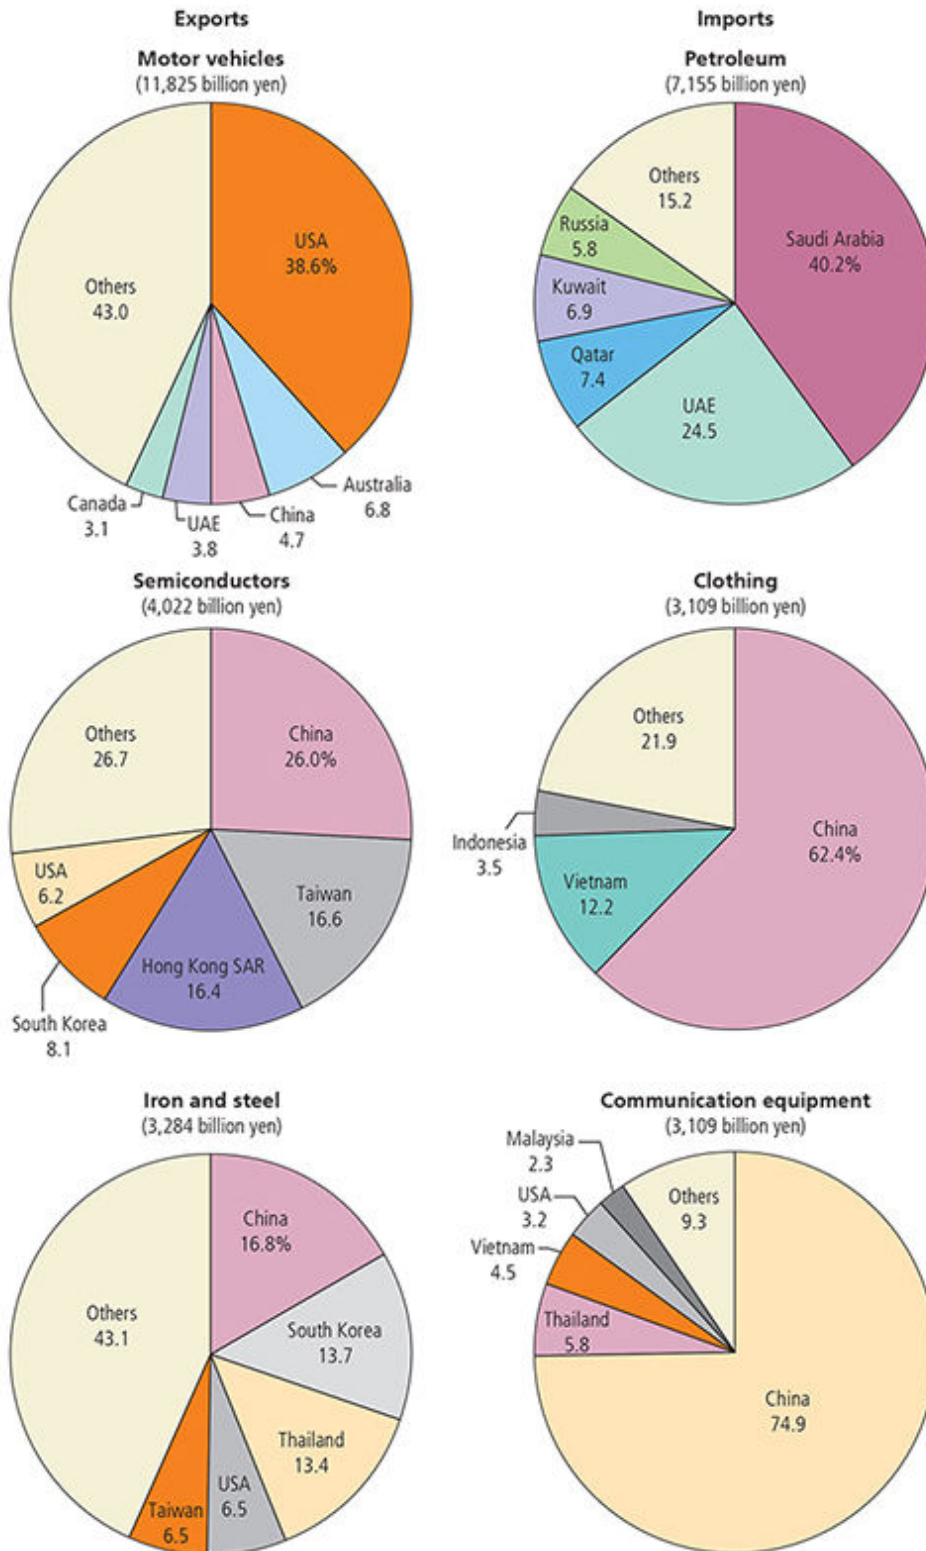 Exports
Motor vehicles
(11,825 billion yen)
USA
38.6%
Australia
6.8
China
4.7
UAE
3.8
Canada
3.1
Others
43.0
Imports
Petroleum
(7,155 billion yen)
Saudi Arabia
40.2%
UAE
24.5
Qatar
7.4
Kuwait
6.9
Russia
5.8
Others
15.2
Semiconductors
(4,022 billion yen)
China
26.0%
Taiwan
16.6
Hong Kong SAR
16.4
South Korea
8.1
USA
6.2
Others
26.7
Clothing
(3,109 billion yen)
China
62.4%
Vietnam
12.2
Indonesia
3.5
Others
21.9
Iron and steel
(3,284 billion yen)
China
16.8%
South Korea
13.7
Thailand
13.4
USA
6.5
Taiwan
6.5
Others
43.1
Communication equipment
(3,109 billion yen)
China
74.9
Thailand
5.8
Vietnam
4.5
USA
3.2
Malaysia
2.3
Others
9.3